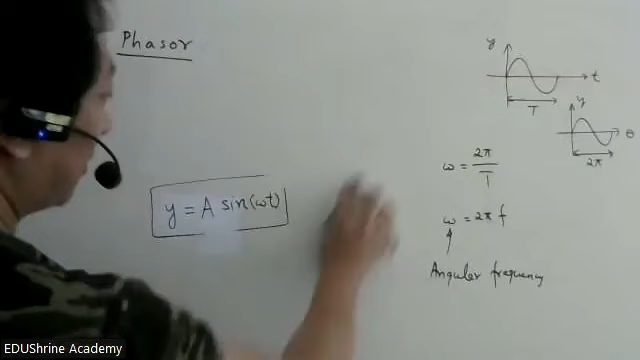 Phasor
y
t
T
y
θ
2π
ω = 2π/T
y = A sin(ωt)
ω = 2π f
Angular frequency
EDUShrine Academy